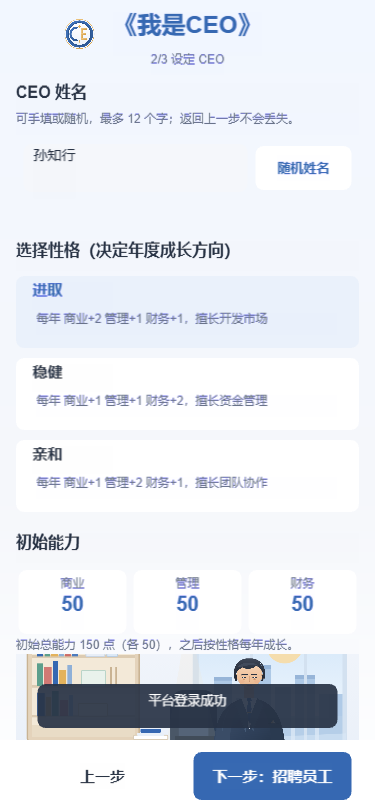 《我是CEO》
2/3 设定 CEO
CEO 姓名
可手填或随机，最多 12 个字；返回上一步不会丢失。
孙知行
随机姓名
选择性格（决定年度成长方向）
进取
每年 商业+2 管理+1 财务+1，擅长开发市场
稳健
每年 商业+1 管理+1 财务+2，擅长资金管理
亲和
每年 商业+1 管理+2 财务+1，擅长团队协作
初始能力
商业
50
管理
50
财务
50
初始总能力 150 点（各 50），之后按性格每年成长。
平台登录成功
上一步
下一步：招聘员工